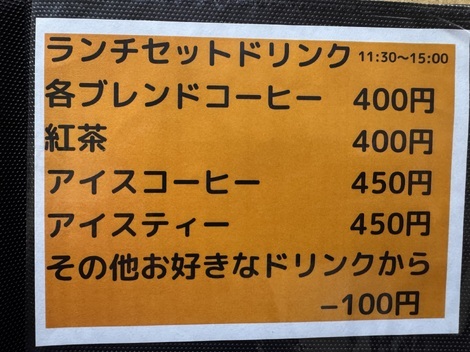 ランチセットドリンク 11:30〜15:00
各ブレンドコーヒー 400円
紅茶 400円
アイスコーヒー 450円
アイスティー 450円
その他お好きなドリンクから
−100円